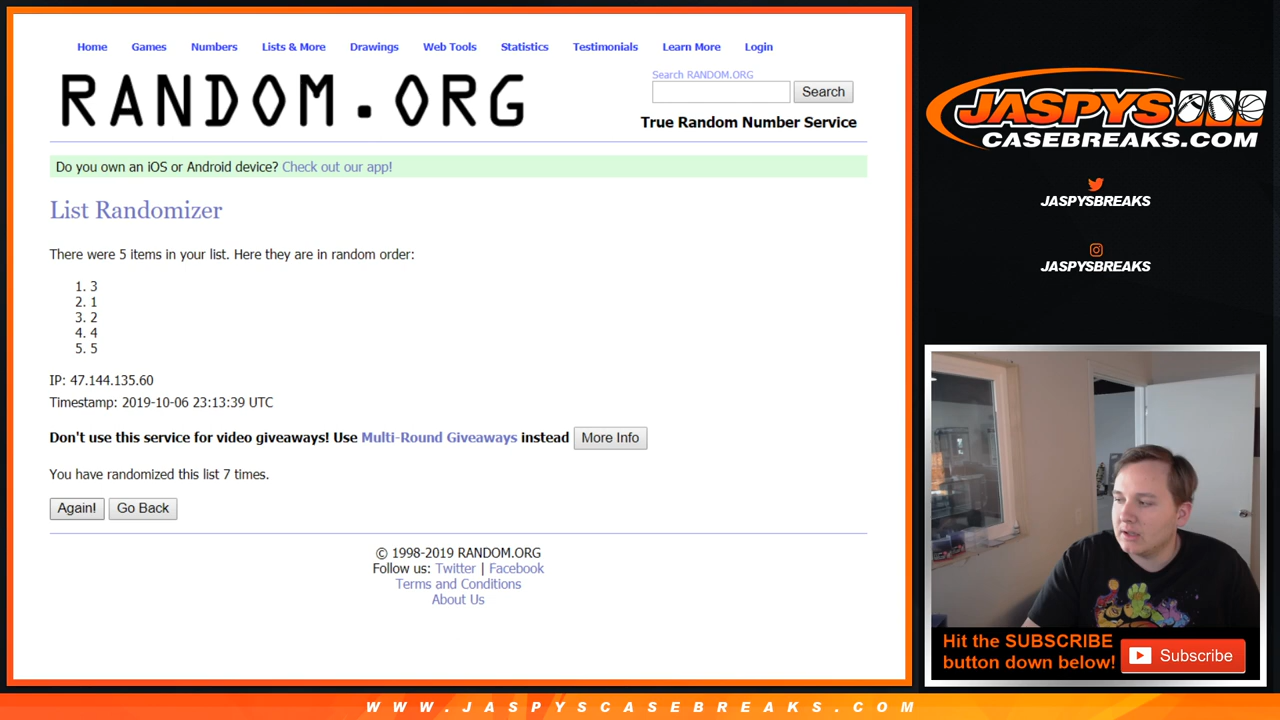 Home Games Numbers Lists & More Drawings Web Tools Statistics Testimonials Learn More Login
RANDOM.ORG
Search RANDOM.ORG
Search
True Random Number Service
Do you own an iOS or Android device? Check out our app!
List Randomizer
There were 5 items in your list. Here they are in random order:
1. 3
2. 1
3. 2
4. 4
5. 5
IP: 47.144.135.60
Timestamp: 2019-10-06 23:13:39 UTC
Don't use this service for video giveaways! Use Multi-Round Giveaways instead More Info
You have randomized this list 7 times.
Again! Go Back
© 1998-2019 RANDOM.ORG
Follow us: Twitter | Facebook
Terms and Conditions
About Us
JASPYS
CASEBREAKS.COM
JASPYSBREAKS
JASPYSBREAKS
Hit the SUBSCRIBE
button down below!
Subscribe
WWW.JASPYSCASEBREAKS.COM